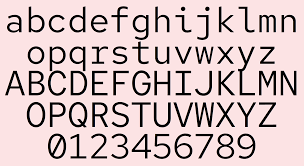 abcdefghijklmn
opqrstuvwxyz
ABCDEFGHIJKLMN
OPQRSTUVWXYZ
0123456789